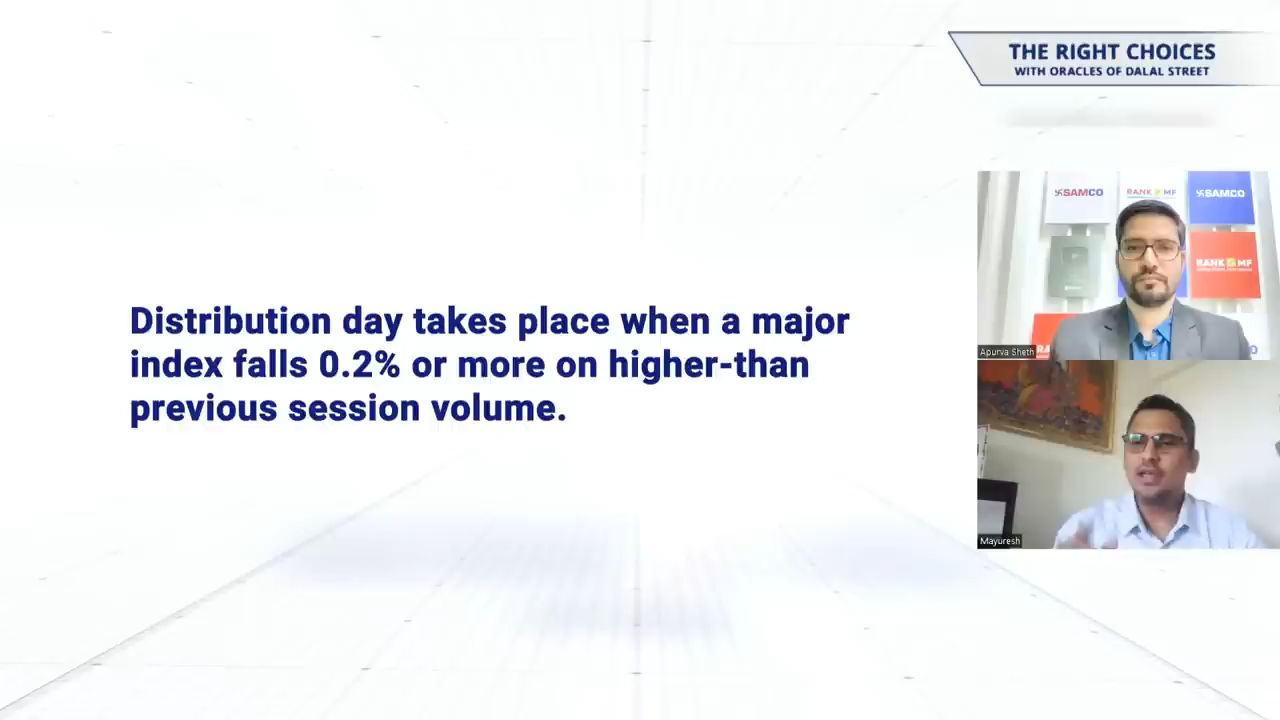 THE RIGHT CHOICES
WITH ORACLES OF DALAL STREET
Distribution day takes place when a major
index falls 0.2% or more on higher-than
previous session volume.
SAMCO
RANK MF
SAMCO
RANK MF
Apurva Sheth
Mayuresh